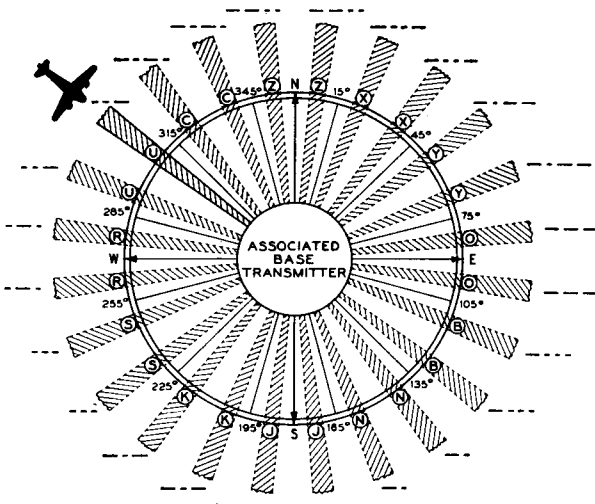 Z N Z
345° 15°
C X
C X
315° 45°
U Y
U Y
285° 75°
R O
ASSOCIATED
W BASE E
TRANSMITTER
R O
255° 105°
S B
S B
225° 135°
K N
K N
195° J J 165°
S